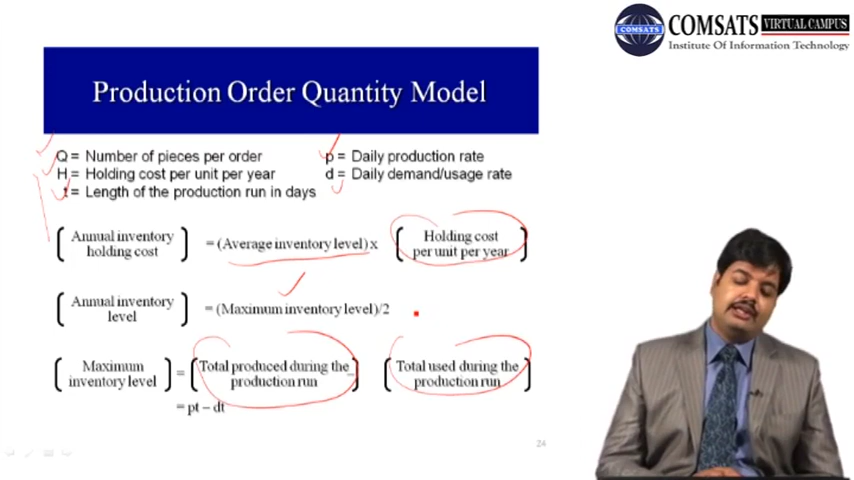 COMSATS VIRTUAL CAMPUS
COMSATS
Institute Of Information Technology
Production Order Quantity Model
Q = Number of pieces per order
p = Daily production rate
H = Holding cost per unit per year
d = Daily demand/usage rate
t = Length of the production run in days
Annual inventory
holding cost
= (Average inventory level) x
Holding cost
per unit per year
Annual inventory
level
= (Maximum inventory level)/2
Maximum
inventory level
=
Total produced during the
production run
–
Total used during the
production run
= pt – dt
24